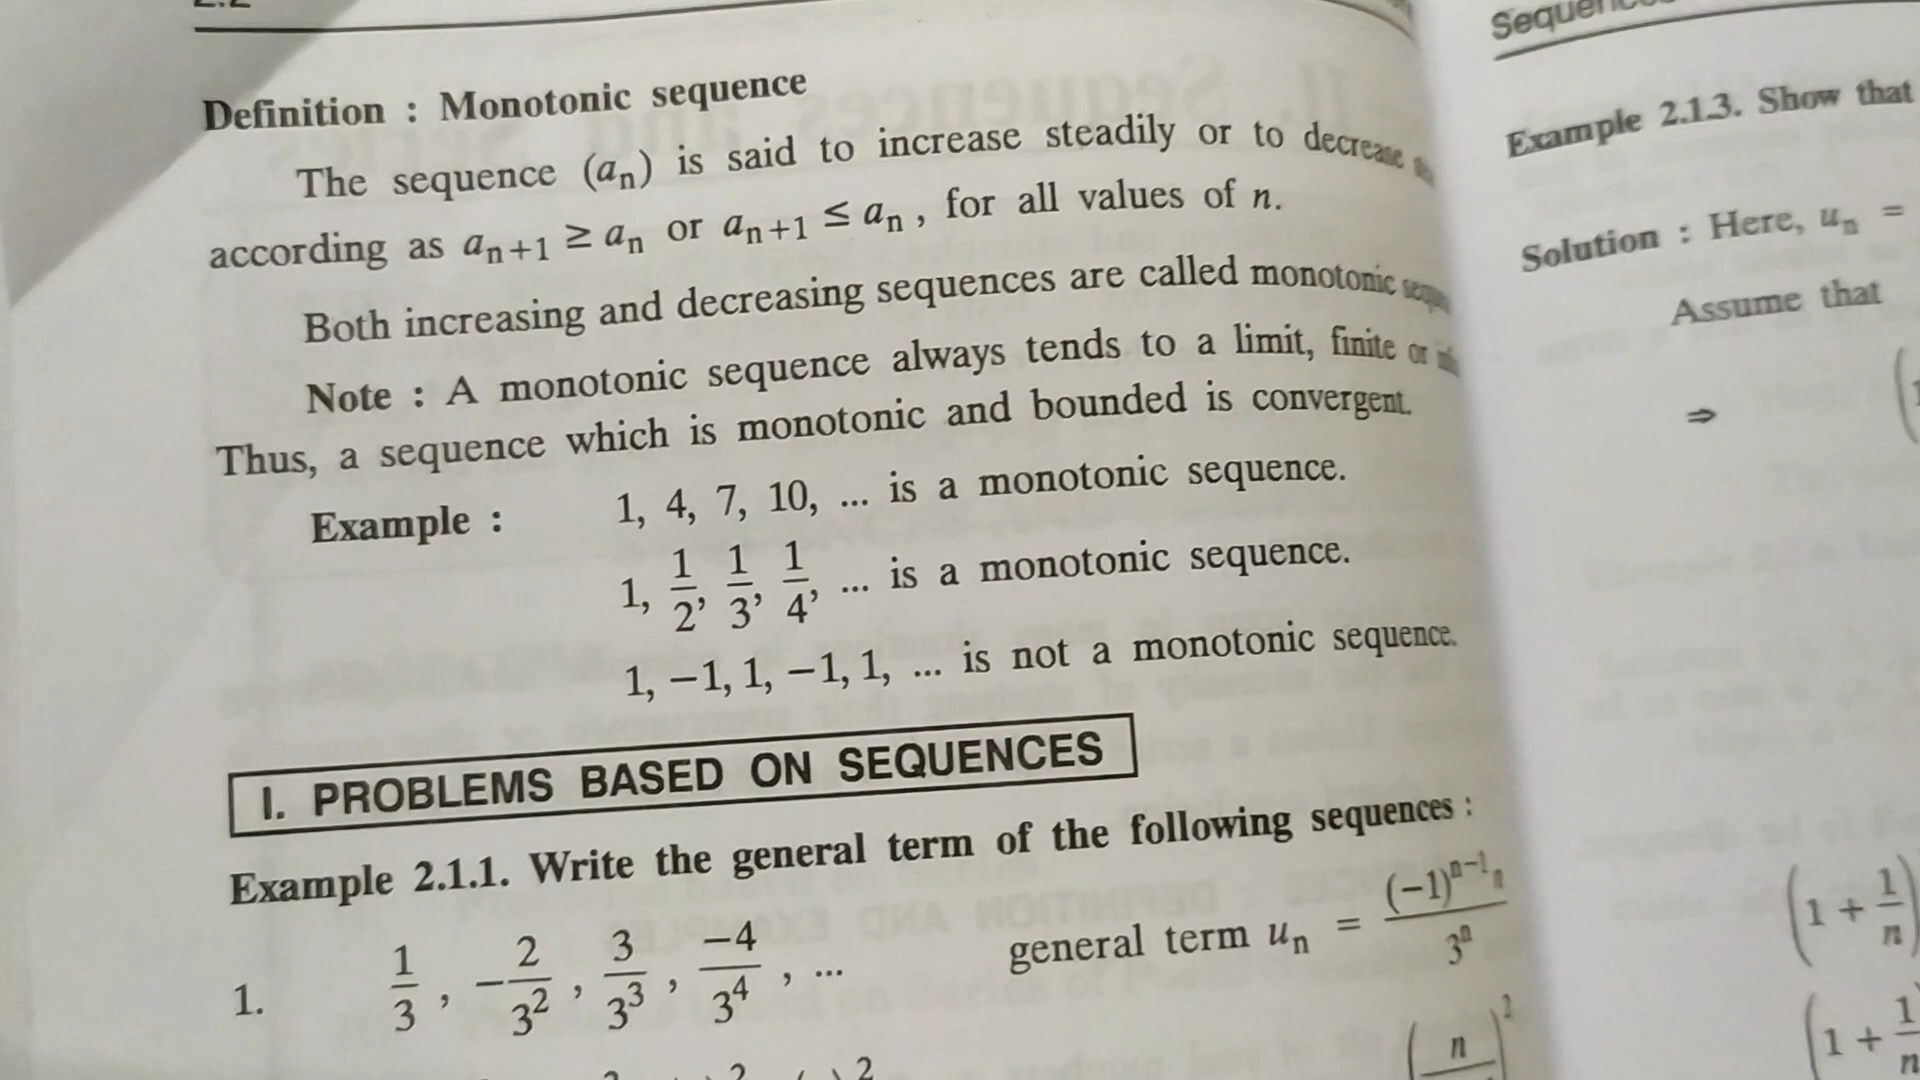 Definition : Monotonic sequence
The sequence (aₙ) is said to increase steadily or to decrease
according as aₙ₊₁ ≥ aₙ or aₙ₊₁ ≤ aₙ, for all values of n.
Both increasing and decreasing sequences are called monotonic
Note : A monotonic sequence always tends to a limit, finite or
Thus, a sequence which is monotonic and bounded is convergent.
Example : 1, 4, 7, 10, ... is a monotonic sequence.
1, 1/2, 1/3, 1/4, ... is a monotonic sequence.
1, −1, 1, −1, 1, ... is not a monotonic sequence.
I. PROBLEMS BASED ON SEQUENCES
Example 2.1.1. Write the general term of the following sequences :
1. 1/3, −2/3², 3/3³, −4/3⁴, ... general term uₙ = (−1)ⁿ⁻¹n/3ⁿ
Example 2.1.3. Show that
Solution : Here, uₙ =
Assume that
⇒
(1 + 1/n)
(1 + 1/n